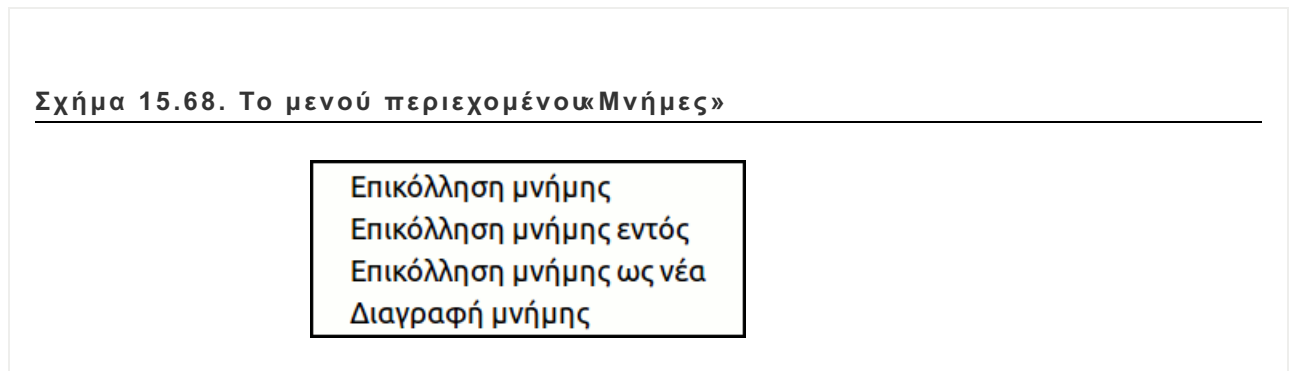 Σχήμα 15.68. Το μενού περιεχομένου«Μνήμες»
Επικόλληση μνήμης
Επικόλληση μνήμης εντός
Επικόλληση μνήμης ως νέα
Διαγραφή μνήμης